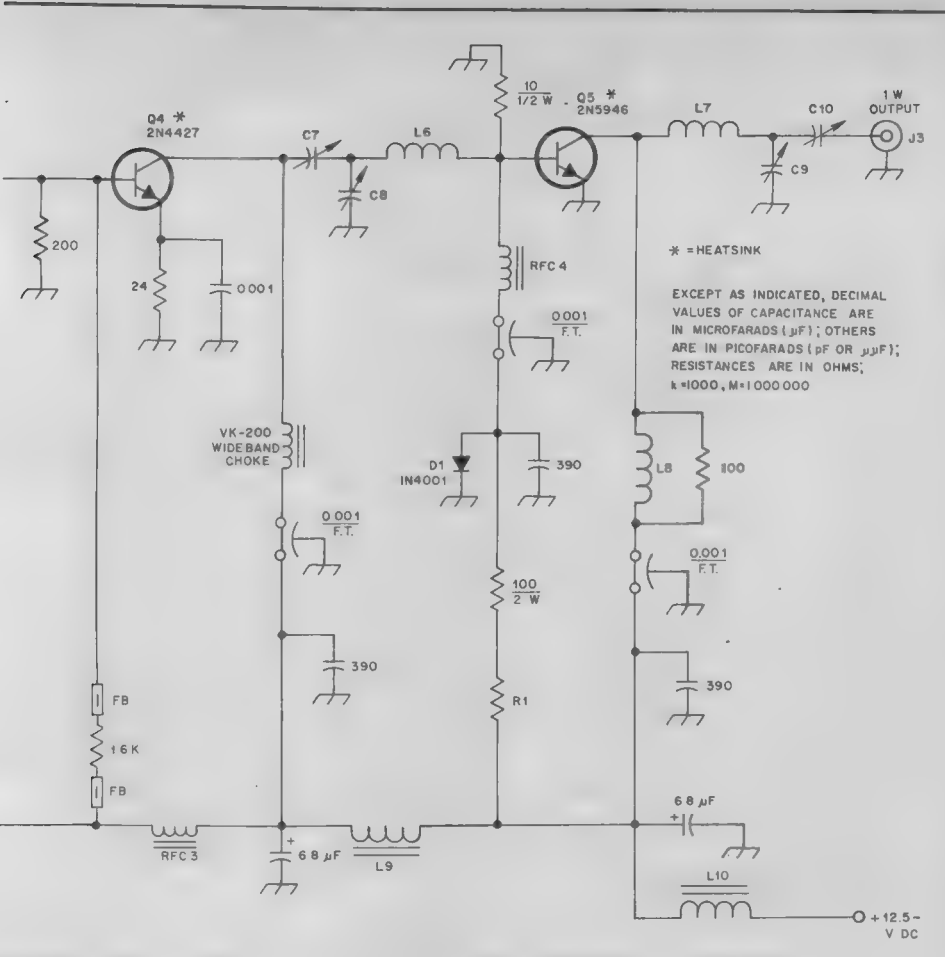 Q4 *
2N4427
C7
L6
C8
10
1/2 W
Q5 *
2N5946
L7
C10
1 W
OUTPUT
J3
C9
200
24
0.001
RFC 4
0.001
F.T.
* = HEATSINK
EXCEPT AS INDICATED, DECIMAL
VALUES OF CAPACITANCE ARE
IN MICROFARADS (µF); OTHERS
ARE IN PICOFARADS (pF OR µµF);
RESISTANCES ARE IN OHMS;
k=1000, M=1000 000
VK-200
WIDEBAND
CHOKE
D1
1N4001
390
L8
100
0.001
F.T.
0.001
F.T.
100
2 W
390
R1
390
FB
1.6K
FB
RFC 3
+
6.8 µF
L9
6.8 µF
+
L10
+12.5-
V DC